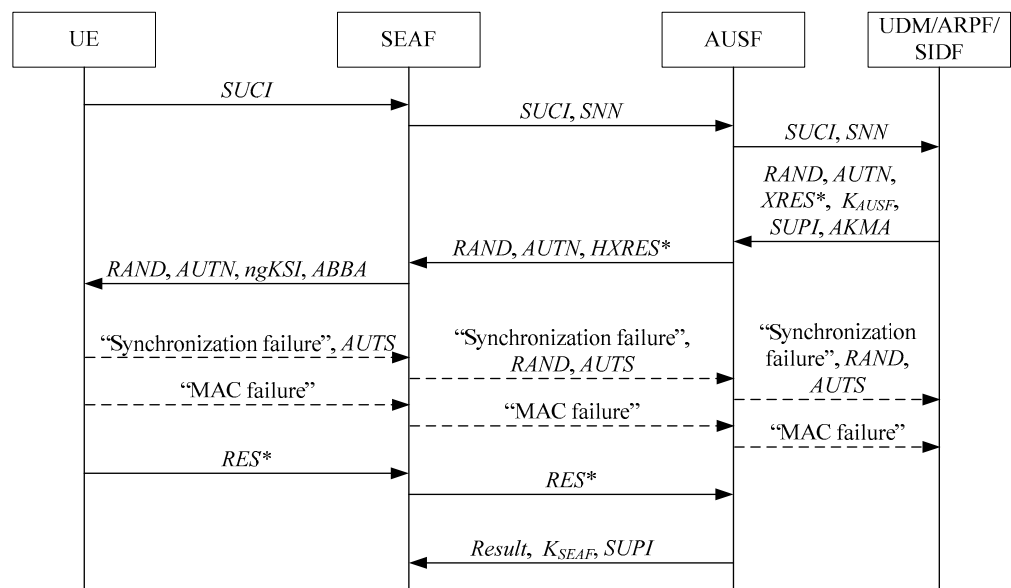 UE
SEAF
AUSF
UDM/ARPF/
SIDF
SUCI
SUCI, SNN
SUCI, SNN
RAND, AUTN,
XRES*, K_AUSF,
SUPI, AKMA
RAND, AUTN, HXRES*
RAND, AUTN, ngKSI, ABBA
“Synchronization failure”, AUTS
“Synchronization failure”,
RAND, AUTS
“Synchronization
failure”, RAND,
AUTS
“MAC failure”
“MAC failure”
“MAC failure”
RES*
RES*
Result, K_SEAF, SUPI